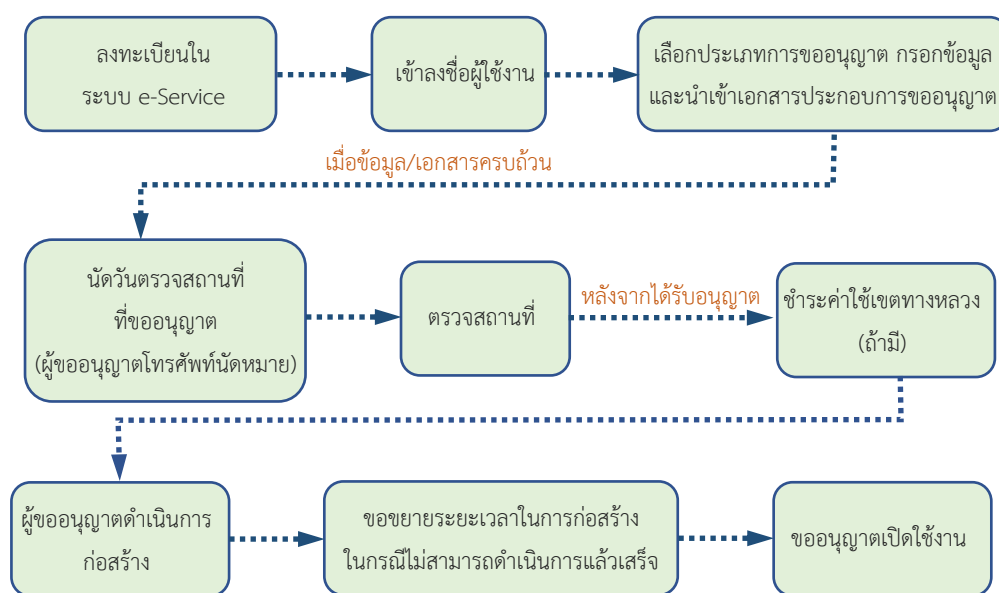 ลงทะเบียนใน
ระบบ e-Service
เข้าลงชื่อผู้ใช้งาน
เลือกประเภทการขออนุญาต กรอกข้อมูล
และนำเข้าเอกสารประกอบการขออนุญาต
เมื่อข้อมูล/เอกสารครบถ้วน
นัดวันตรวจสถานที่
ที่ขออนุญาต
(ผู้ขออนุญาตโทรศัพท์นัดหมาย)
ตรวจสถานที่
หลังจากได้รับอนุญาต
ชำระค่าใช้เขตทางหลวง
(ถ้ามี)
ผู้ขออนุญาตดำเนินการ
ก่อสร้าง
ขอขยายระยะเวลาในการก่อสร้าง
ในกรณีไม่สามารถดำเนินการแล้วเสร็จ
ขออนุญาตเปิดใช้งาน